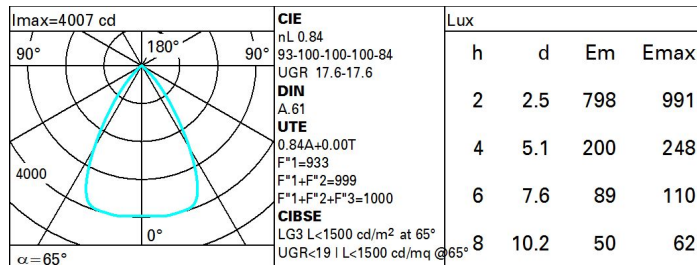 Imax=4007 cd
90° 180° 90°
4000
0°
α=65°
CIE
nL 0.84
93-100-100-100-84
UGR 17.6-17.6
DIN
A.61
UTE
0.84A+0.00T
F"1=933
F"1+F"2=999
F"1+F"2+F"3=1000
CIBSE
LG3 L<1500 cd/m² at 65°
UGR<19 | L<1500 cd/mq @65°
Lux
h d Em Emax
2 2.5 798 991
4 5.1 200 248
6 7.6 89 110
8 10.2 50 62